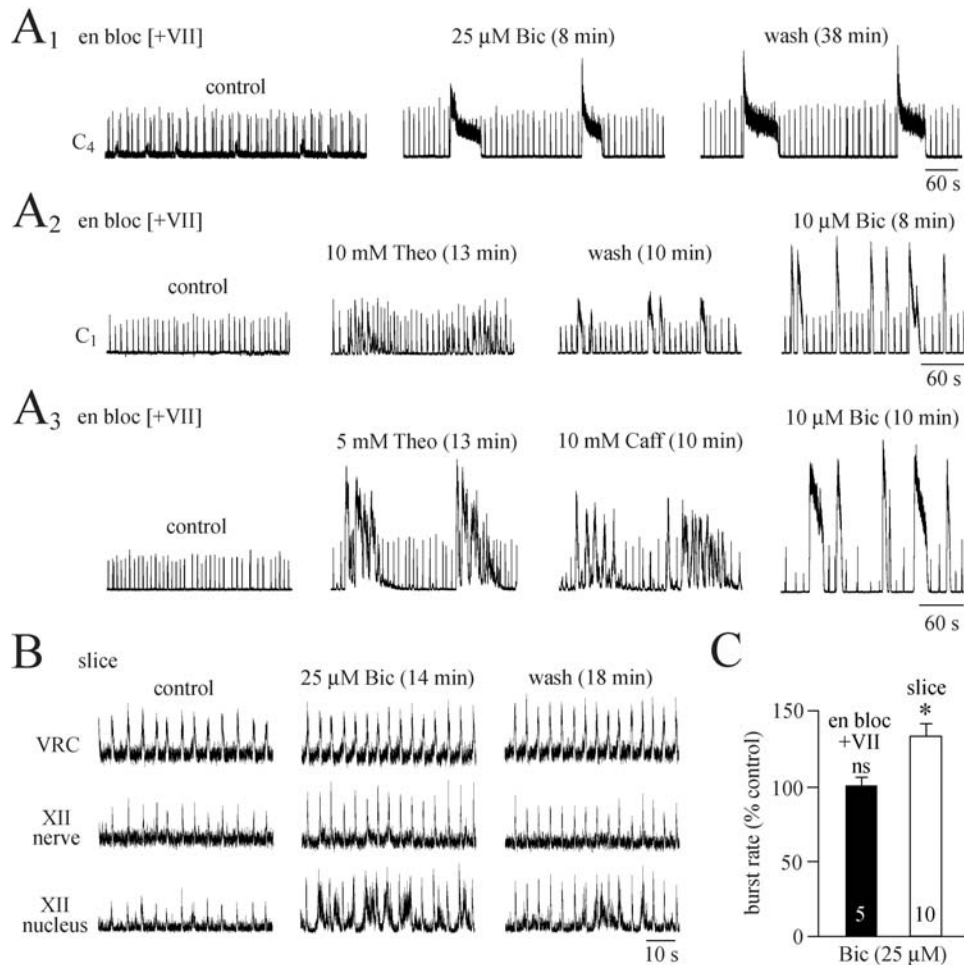 A1 en bloc [+VII]
25 µM Bic (8 min)
wash (38 min)
control
C4
60 s
A2 en bloc [+VII]
10 µM Bic (8 min)
10 mM Theo (13 min)
wash (10 min)
control
C1
60 s
A3 en bloc [+VII]
10 µM Bic (10 min)
5 mM Theo (13 min)
10 mM Caff (10 min)
control
60 s
B
slice
control
25 µM Bic (14 min)
wash (18 min)
VRC
XII
nerve
XII
nucleus
10 s
C
slice
*
en bloc
+VII
ns
150
100
50
0
burst rate (% control)
5
10
Bic (25 µM)